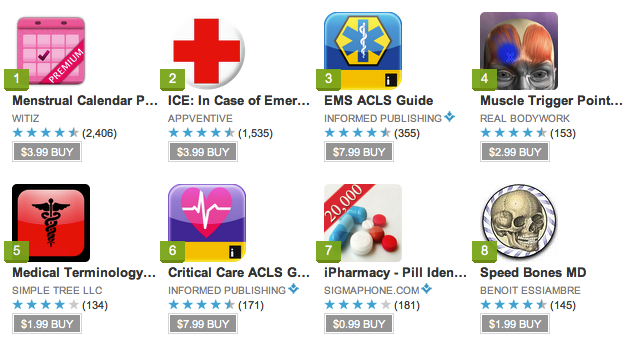 PREMIUM
1
2
3
4
i
Menstrual Calendar P...
ICE: In Case of Emer...
EMS ACLS Guide
Muscle Trigger Point...
WITIZ
APPVENTIVE
INFORMED PUBLISHING
REAL BODYWORK
(2,406)
(1,535)
(355)
(153)
$3.99 BUY
$3.99 BUY
$7.99 BUY
$2.99 BUY
20,000
5
6
7
8
i
Medical Terminology...
Critical Care ACLS G...
iPharmacy - Pill Iden...
Speed Bones MD
SIMPLE TREE LLC
INFORMED PUBLISHING
SIGMAPHONE.COM
BENOIT ESSIAMBRE
(134)
(171)
(181)
(145)
$1.99 BUY
$7.99 BUY
$0.99 BUY
$1.99 BUY